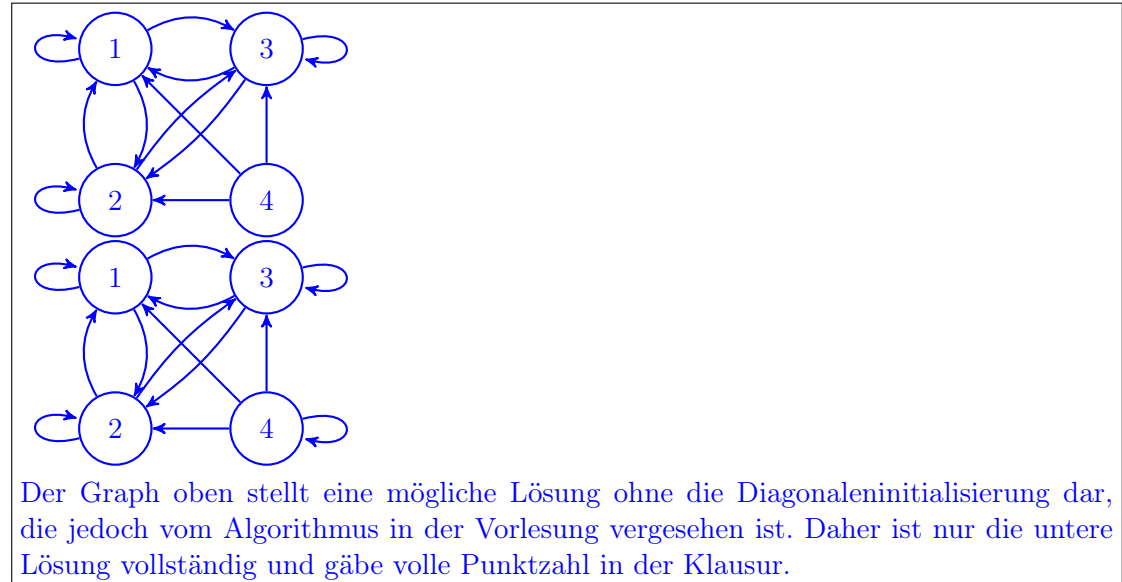 1 3
2 4
1 3
2 4
Der Graph oben stellt eine mögliche Lösung ohne die Diagonaleninitialisierung dar,
die jedoch vom Algorithmus in der Vorlesung vergesehen ist. Daher ist nur die untere
Lösung vollständig und gäbe volle Punktzahl in der Klausur.